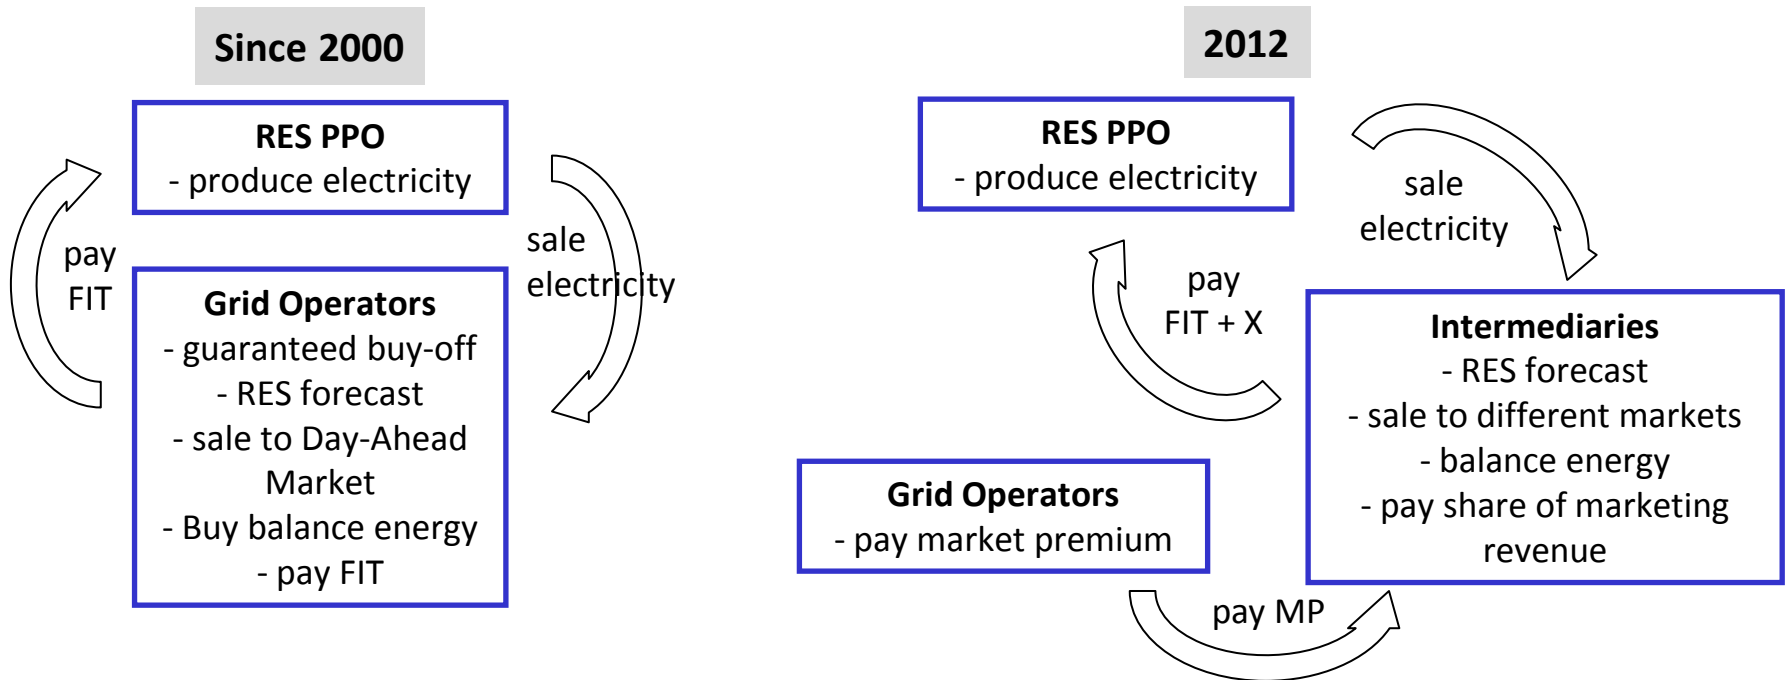 Since 2000
RES PPO
- produce electricity
pay
FIT
sale
electricity
Grid Operators
- guaranteed buy-off
- RES forecast
- sale to Day-Ahead
Market
- Buy balance energy
- pay FIT
2012
RES PPO
- produce electricity
sale
electricity
pay
FIT + X
Intermediaries
- RES forecast
- sale to different markets
- balance energy
- pay share of marketing
revenue
Grid Operators
- pay market premium
pay MP